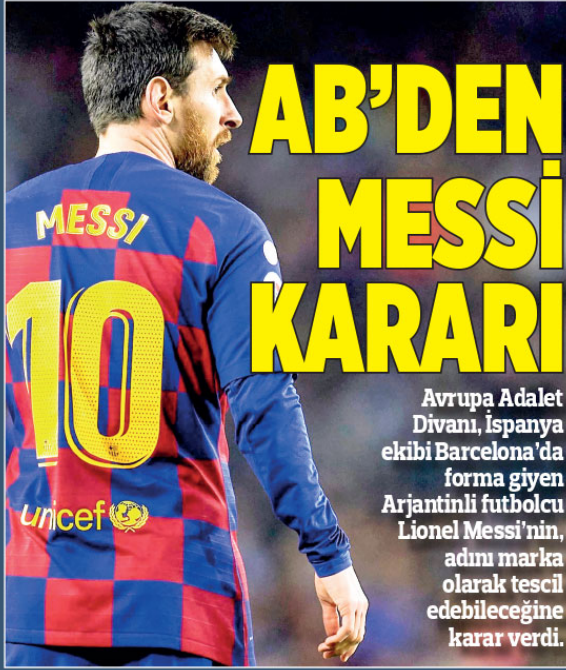 AB'DEN
MESSİ
KARARI
MESSI
10
unicef
Avrupa Adalet
Divanı, İspanya
ekibi Barcelona'da
forma giyen
Arjantinli futbolcu
Lionel Messi'nin,
adını marka
olarak tescil
edebileceğine
karar verdi.